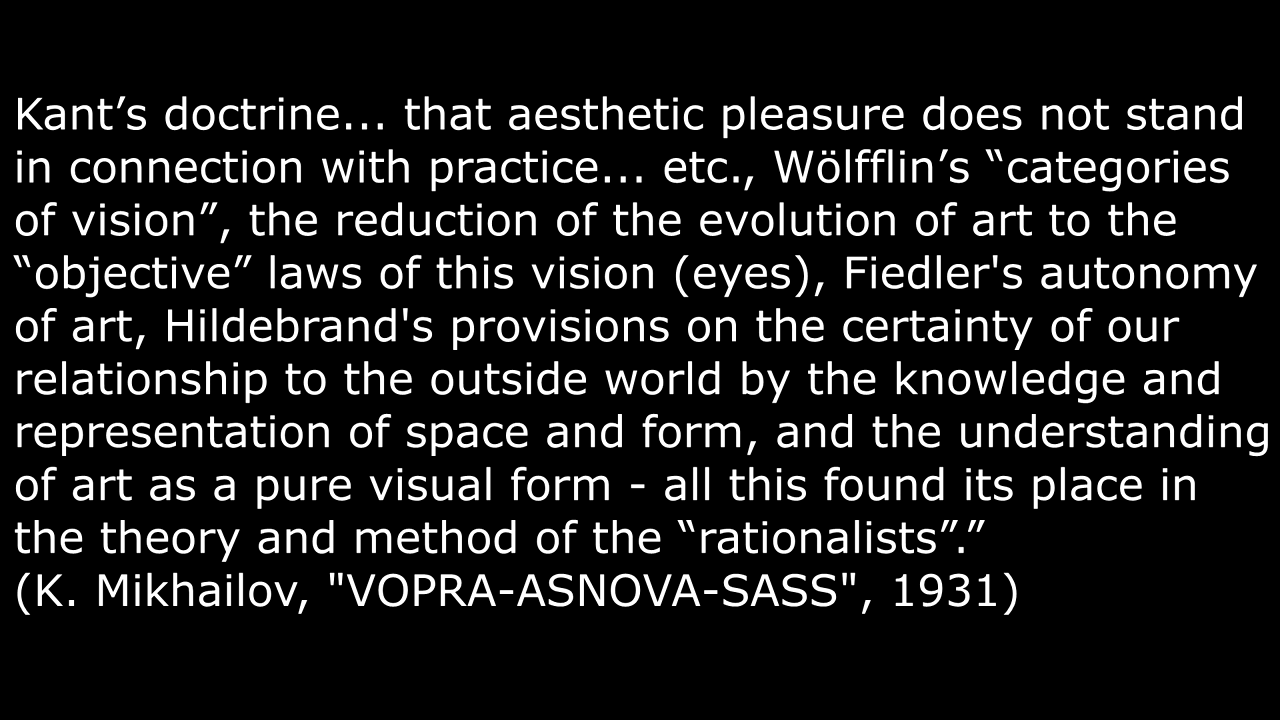 Kant’s doctrine... that aesthetic pleasure does not stand
in connection with practice... etc., Wölfflin’s “categories
of vision”, the reduction of the evolution of art to the
“objective” laws of this vision (eyes), Fiedler's autonomy
of art, Hildebrand's provisions on the certainty of our
relationship to the outside world by the knowledge and
representation of space and form, and the understanding
of art as a pure visual form - all this found its place in
the theory and method of the “rationalists”.”
(K. Mikhailov, "VOPRA-ASNOVA-SASS", 1931)